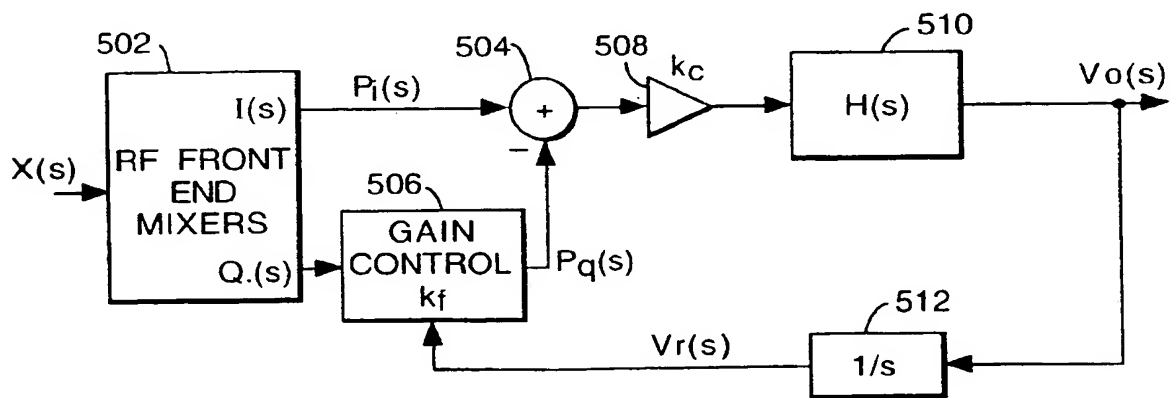 502
504
508
kc
510
Vo(s)
Pi(s)
I(s)
+
−
H(s)
X(s)
RF FRONT
END
MIXERS
506
GAIN
CONTROL
kf
Q.(s)
Pq(s)
512
Vr(s)
1/s